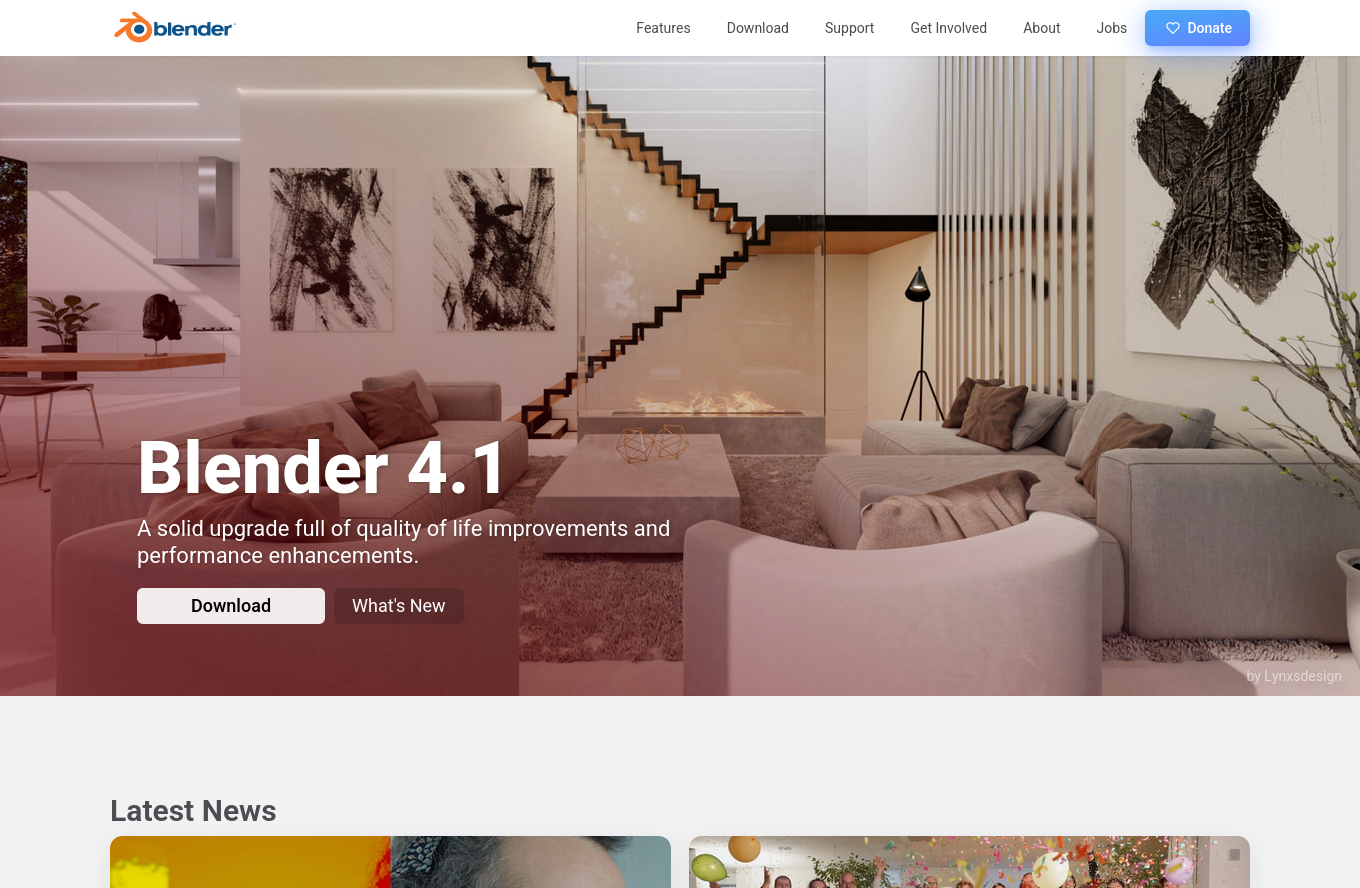 blender
Features
Download
Support
Get Involved
About
Jobs
Donate
Blender 4.1
A solid upgrade full of quality of life improvements and
performance enhancements.
Download
What's New
by Lynxsdesign
Latest News